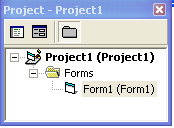 Project - Project1
Project1 (Project1)
Forms
Form1 (Form1)